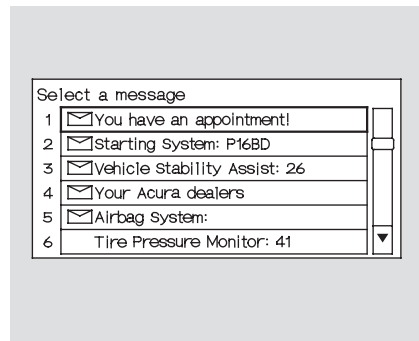 Select a message
1 You have an appointment!
2 Starting System: P16BD
3 Vehicle Stability Assist: 26
4 Your Acura dealers
5 Airbag System:
6 Tire Pressure Monitor: 41